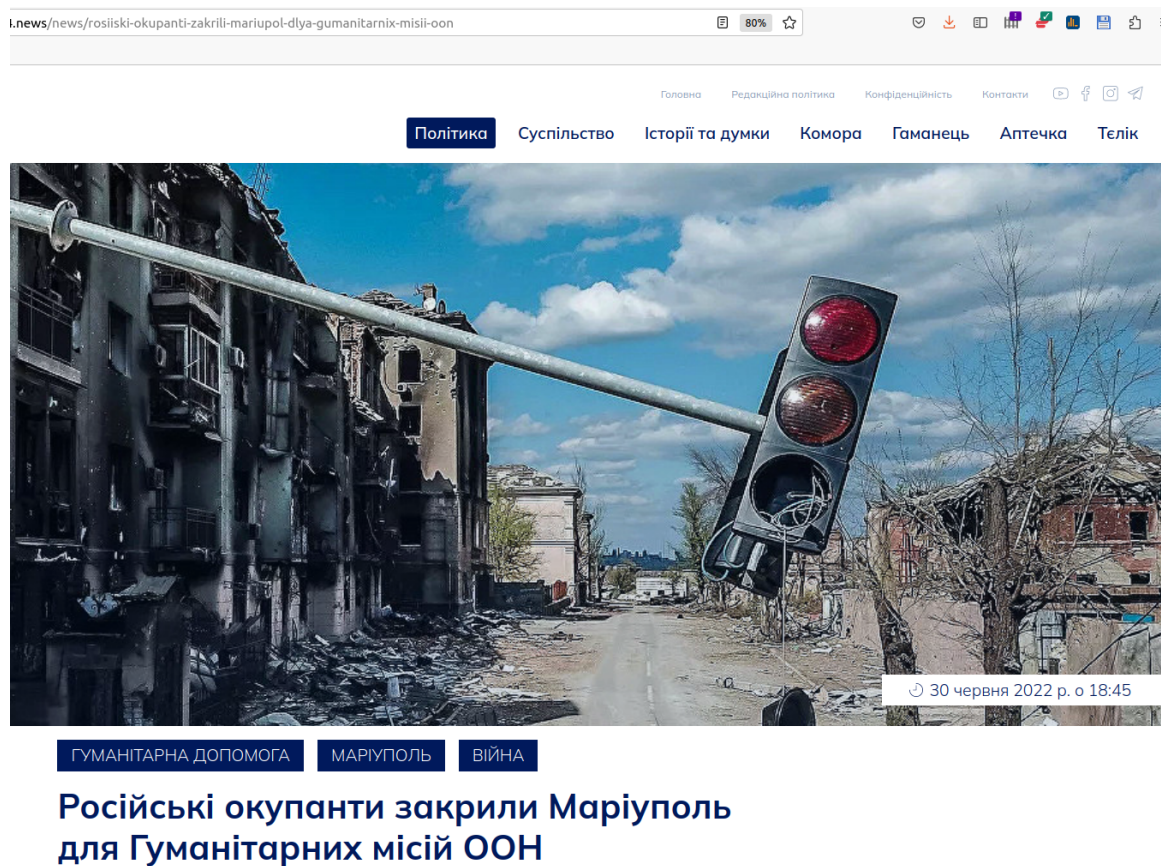 4.news/news/rosiiski-okupanti-zakrili-mariupol-dlya-gumanitarnix-misii-oon
80%
Головна Редакційна політика Конфіденційність Контакти
Політика Суспільство Історії та думки Комора Гаманець Аптечка Тєлік
30 червня 2022 р. о 18:45
ГУМАНІТАРНА ДОПОМОГА МАРІУПОЛЬ ВІЙНА
Російські окупанти закрили Маріуполь
для Гуманітарних місій ООН